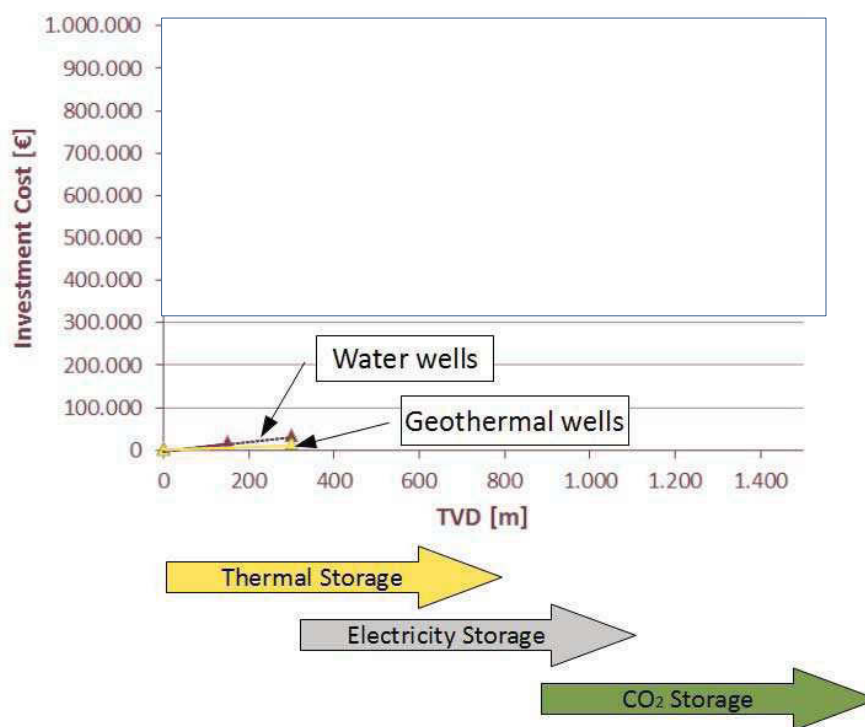 1.000.000
900.000
800.000
700.000
600.000
500.000
400.000
300.000
200.000
100.000
0
Investment Cost [€]
Water wells
Geothermal wells
0 200 400 600 800 1.000 1.200 1.400
TVD [m]
Thermal Storage
Electricity Storage
CO₂ Storage